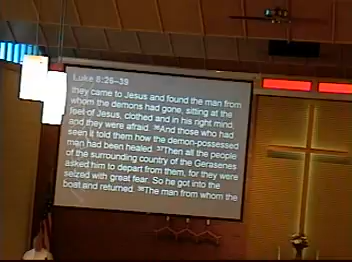 Luke 8:26–39
they came to Jesus and found the man from
whom the demons had gone, sitting at the
feet of Jesus, clothed and in his right mind,
and they were afraid. 36And those who had
seen it told them how the demon-possessed
man had been healed. 37Then all the people
of the surrounding country of the Gerasenes
asked him to depart from them, for they were
seized with great fear. So he got into the
boat and returned. 38The man from whom the